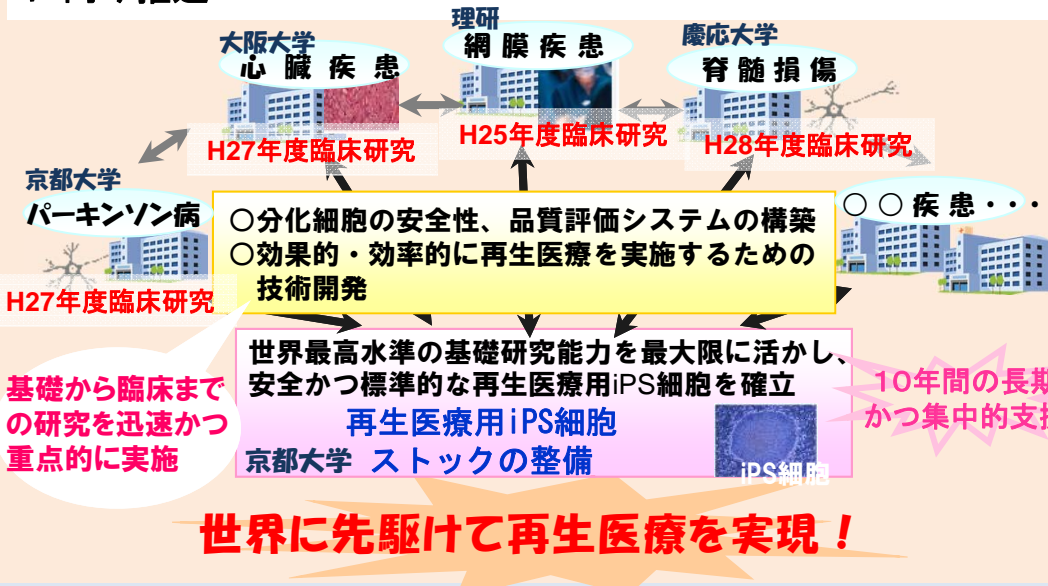 大阪大学
心臓疾患
H27年度臨床研究
理研
網膜疾患
H25年度臨床研究
慶応大学
脊髄損傷
H28年度臨床研究
京都大学
パーキンソン病
H27年度臨床研究
○○疾患・・・
○分化細胞の安全性、品質評価システムの構築
○効果的・効率的に再生医療を実施するための
技術開発
世界最高水準の基礎研究能力を最大限に活かし、
安全かつ標準的な再生医療用iPS細胞を確立
再生医療用iPS細胞
京都大学 ストックの整備
iPS細胞
基礎から臨床まで
の研究を迅速かつ
重点的に実施
10年間の長期
かつ集中的支援
世界に先駆けて再生医療を実現！